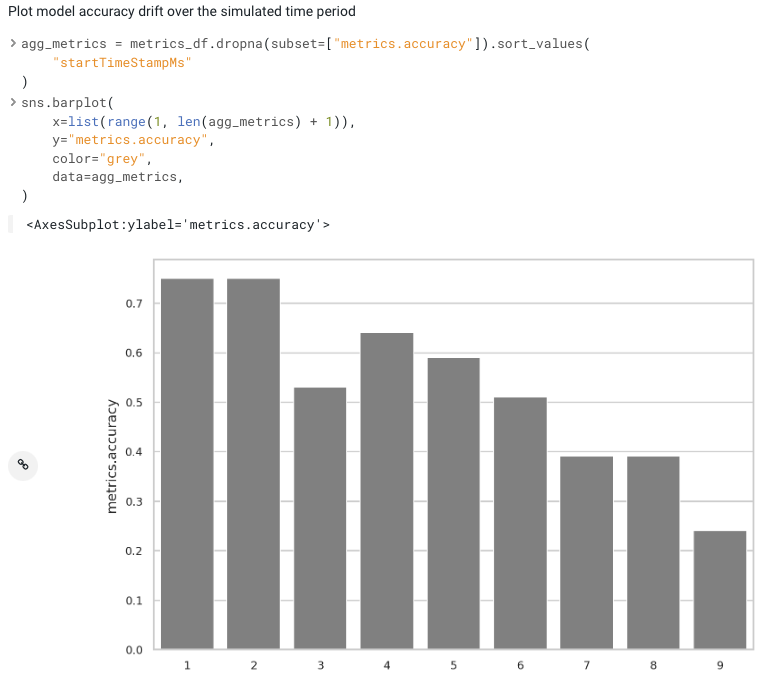 Plot model accuracy drift over the simulated time period
> agg_metrics = metrics_df.dropna(subset=["metrics.accuracy"]).sort_values(
    "startTimeStampMs"
)
> sns.barplot(
    x=list(range(1, len(agg_metrics) + 1)),
    y="metrics.accuracy",
    color="grey",
    data=agg_metrics,
)
<AxesSubplot:ylabel='metrics.accuracy'>
0.7
0.6
0.5
0.4
0.3
0.2
0.1
0.0
metrics.accuracy
1 2 3 4 5 6 7 8 9